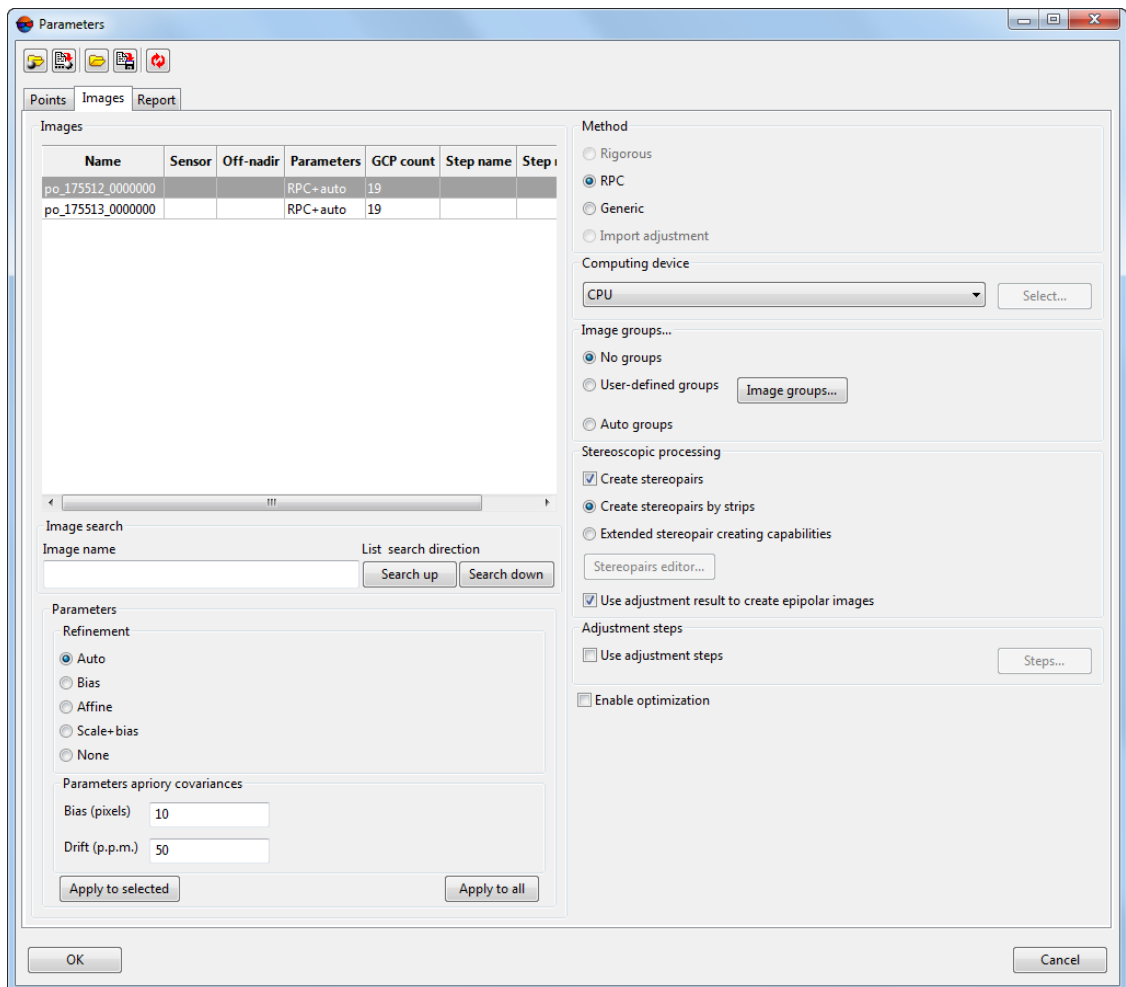 Parameters
Points Images Report
Images
Name Sensor Off-nadir Parameters GCP count Step name Step
po_175512_0000000 RPC+auto 19
po_175513_0000000 RPC+auto 19
Image search
Image name List search direction
Search up Search down
Parameters
Refinement
Auto
Bias
Affine
Scale+bias
None
Parameters apriory covariances
Bias (pixels) 10
Drift (p.p.m.) 50
Apply to selected Apply to all
Method
Rigorous
RPC
Generic
Import adjustment
Computing device
CPU Select...
Image groups...
No groups
User-defined groups Image groups...
Auto groups
Stereoscopic processing
Create stereopairs
Create stereopairs by strips
Extended stereopair creating capabilities
Stereopairs editor...
Use adjustment result to create epipolar images
Adjustment steps
Use adjustment steps Steps...
Enable optimization
OK Cancel